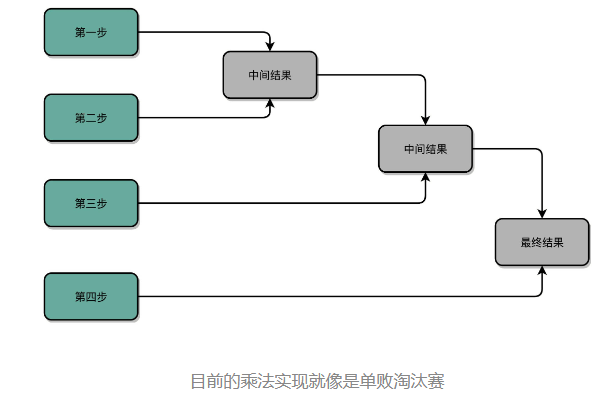 第一步
中间结果
第二步
中间结果
第三步
最终结果
第四步
目前的乘法实现就像是单败淘汰赛